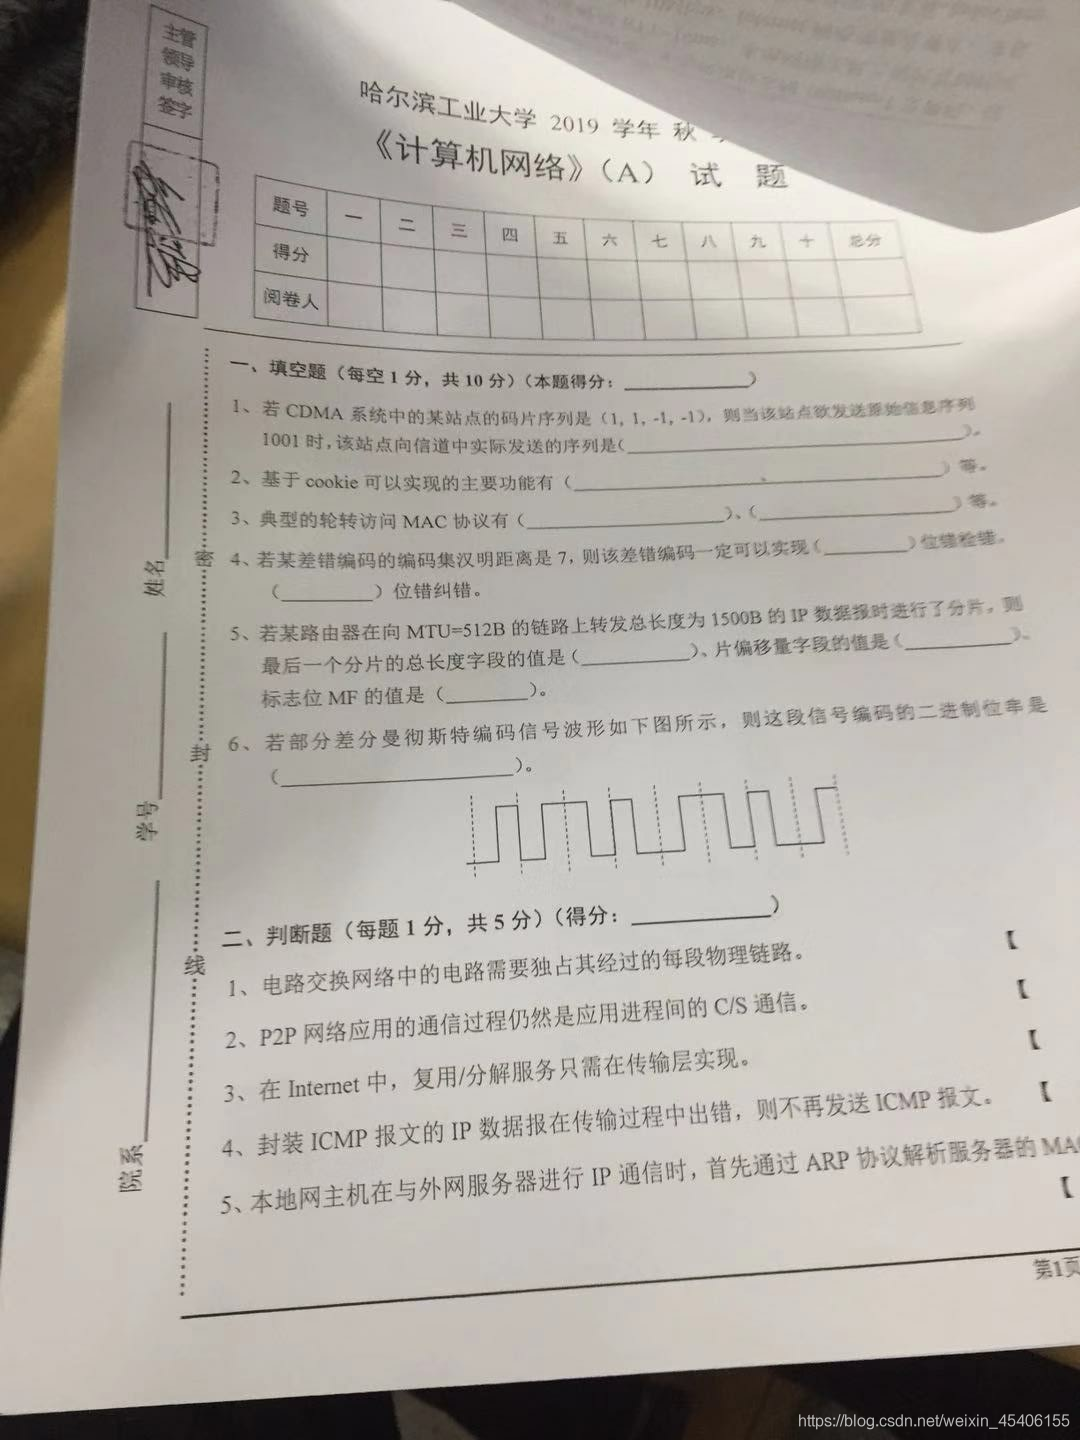 主管
领导
审核
签字
哈尔滨工业大学 2019 学年 秋
《计算机网络》（A） 试 题
题号 一 二 三 四 五 六 七 八 九 十 总分
得分
阅卷人
一、填空题（每空 1 分，共 10 分）（本题得分：__________）
1、若 CDMA 系统中的某站点的码片序列是（1, 1, -1, -1），则当该站点欲发送原始信息序列
1001 时，该站点向信道中实际发送的序列是（__________）。
2、基于 cookie 可以实现的主要功能有（__________）等。
3、典型的轮转访问 MAC 协议有（__________）、（__________）等。
4、若某差错编码的编码集汉明距离是 7，则该差错编码一定可以实现（________）位错检错、
（________）位错纠错。
5、若某路由器在向 MTU=512B 的链路上转发总长度为 1500B 的 IP 数据报时进行了分片，则
最后一个分片的总长度字段的值是（__________）、片偏移量字段的值是（__________）、
标志位 MF 的值是（________）。
6、若部分差分曼彻斯特编码信号波形如下图所示，则这段信号编码的二进制位串是
（__________）。
二、判断题（每题 1 分，共 5 分）（得分：__________）
1、电路交换网络中的电路需要独占其经过的每段物理链路。 【
2、P2P 网络应用的通信过程仍然是应用进程间的 C/S 通信。 【
3、在 Internet 中，复用/分解服务只需在传输层实现。 【
4、封装 ICMP 报文的 IP 数据报在传输过程中出错，则不再发送 ICMP 报文。 【
5、本地网主机在与外网服务器进行 IP 通信时，首先通过 ARP 协议解析服务器的 MA
【
第1页
姓名
学号
院系
密
封
线
https://blog.csdn.net/weixin_45406155